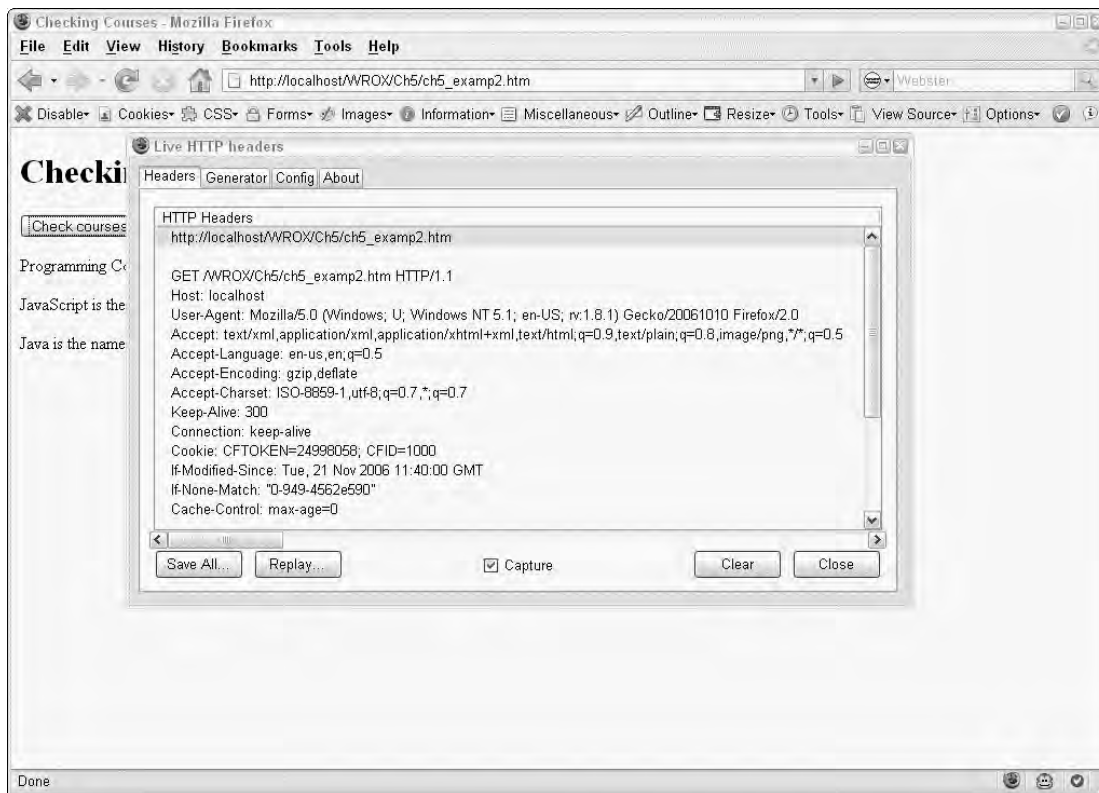 Checking Courses - Mozilla Firefox
File Edit View History Bookmarks Tools Help
http://localhost/WROX/Ch5/ch5_examp2.htm
Webster
Disable Cookies CSS Forms Images Information Miscellaneous Outline Resize Tools View Source Options
Live HTTP headers
Checki
Headers Generator Config About
Check courses
HTTP Headers
http://localhost/WROX/Ch5/ch5_examp2.htm
Programming Co
GET /WROX/Ch5/ch5_examp2.htm HTTP/1.1
Host: localhost
JavaScript is the
User-Agent: Mozilla/5.0 (Windows; U; Windows NT 5.1; en-US; rv:1.8.1) Gecko/20061010 Firefox/2.0
Accept: text/xml,application/xml,application/xhtml+xml,text/html;q=0.9,text/plain;q=0.8,image/png,*/*;q=0.5
Java is the name
Accept-Language: en-us,en;q=0.5
Accept-Encoding: gzip,deflate
Accept-Charset: ISO-8859-1,utf-8;q=0.7,*;q=0.7
Keep-Alive: 300
Connection: keep-alive
Cookie: CFTOKEN=24998058; CFID=1000
If-Modified-Since: Tue, 21 Nov 2006 11:40:00 GMT
If-None-Match: "0-949-4562e590"
Cache-Control: max-age=0
Save All... Replay... Capture Clear Close
Done